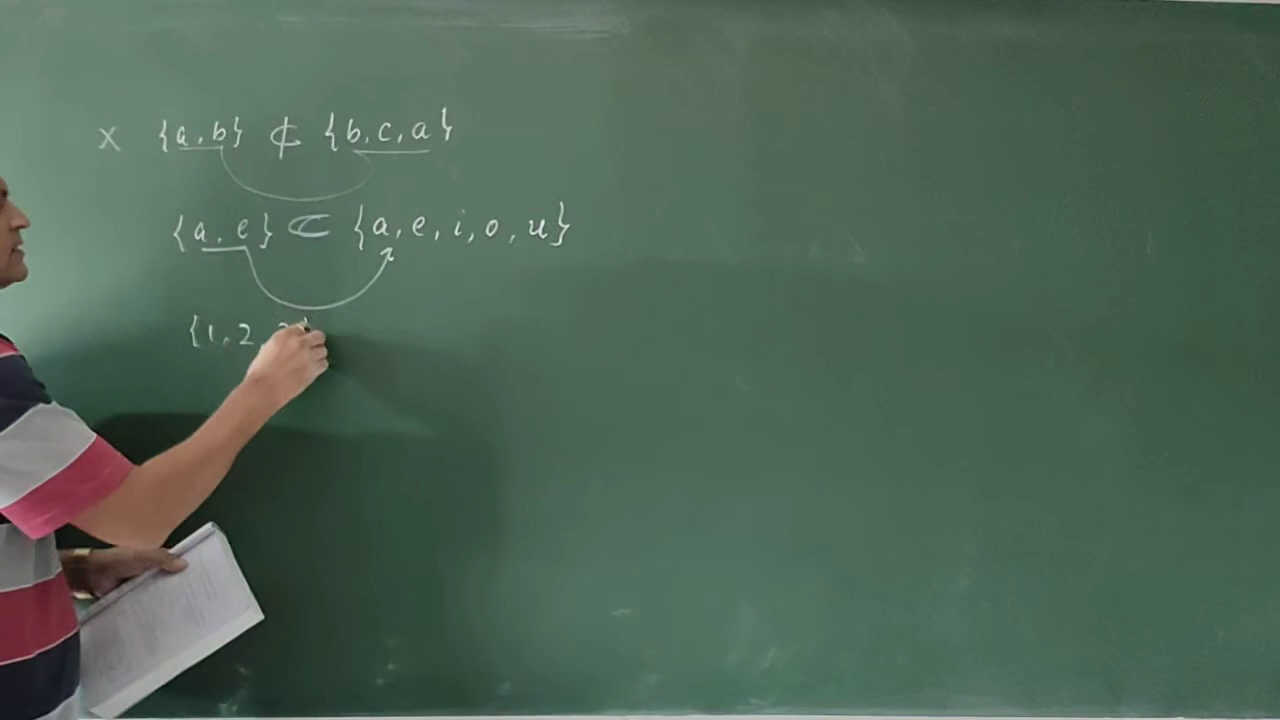 x {a, b} ⊄ {b, c, a}
{a, e} ⊂ {a, e, i, o, u}
{1, 2,